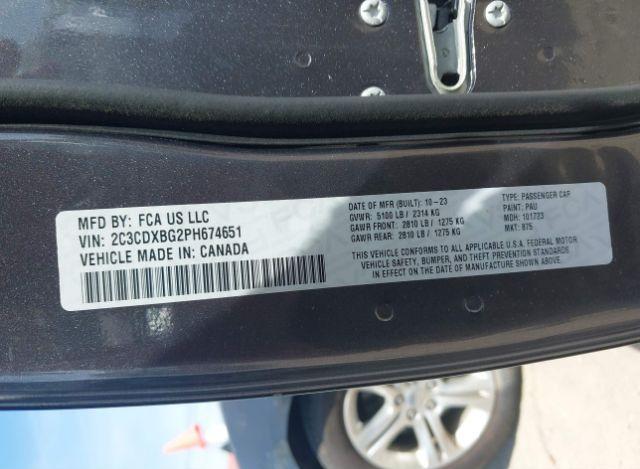 MFD BY: FCA US LLC
VIN: 2C3CDXBG2PH674651
VEHICLE MADE IN: CANADA
DATE OF MFR (BUILT): 10-23
GVWR: 5100 LB / 2314 KG
GAWR FRONT: 2810 LB / 1275 KG
GAWR REAR: 2810 LB / 1275 KG
TYPE: PASSENGER CAR
PAINT: PAU
MDH: 101723
MKT: 875
THIS VEHICLE CONFORMS TO ALL APPLICABLE U.S.A. FEDERAL MOTOR
VEHICLE SAFETY, BUMPER, AND THEFT PREVENTION STANDARDS
IN EFFECT ON THE DATE OF MANUFACTURE SHOWN ABOVE.